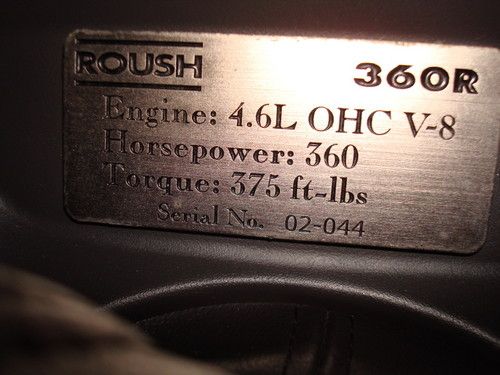 ROUSH 360R
Engine: 4.6L OHC V-8
Horsepower: 360
Torque: 375 ft-lbs
Serial No. 02-044